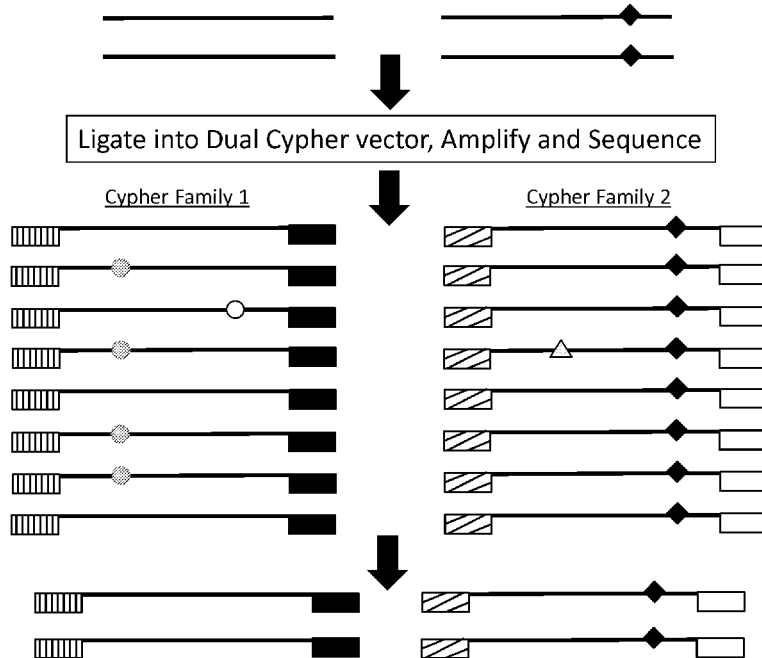 Ligate into Dual Cypher vector, Amplify and Sequence
Cypher Family 1
Cypher Family 2